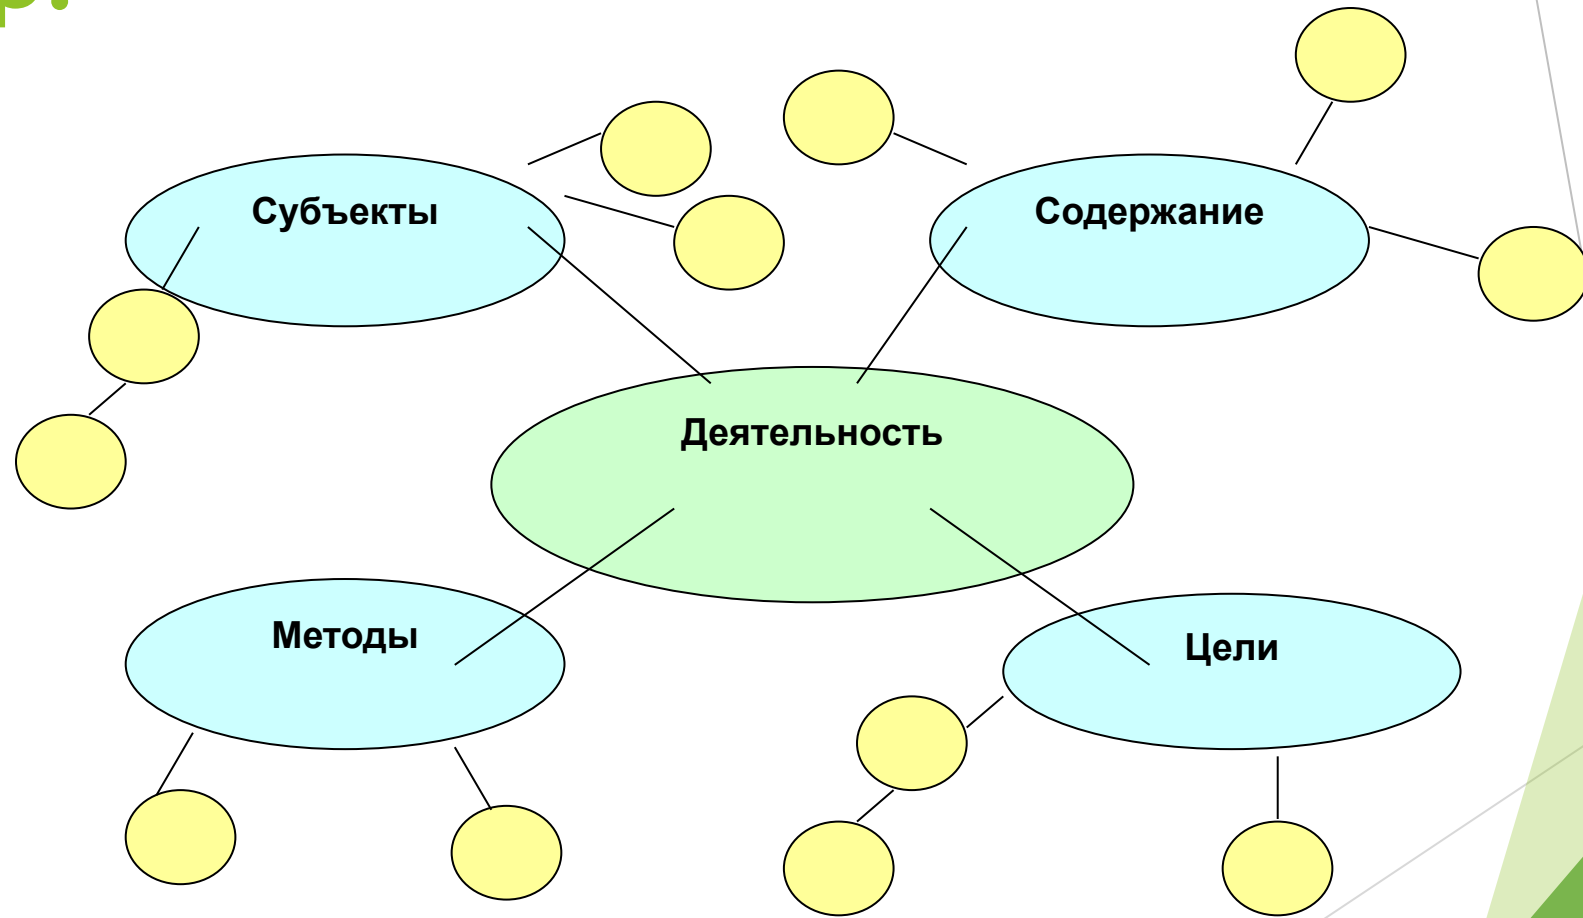 Субъекты
Содержание
Деятельность
Методы
Цели